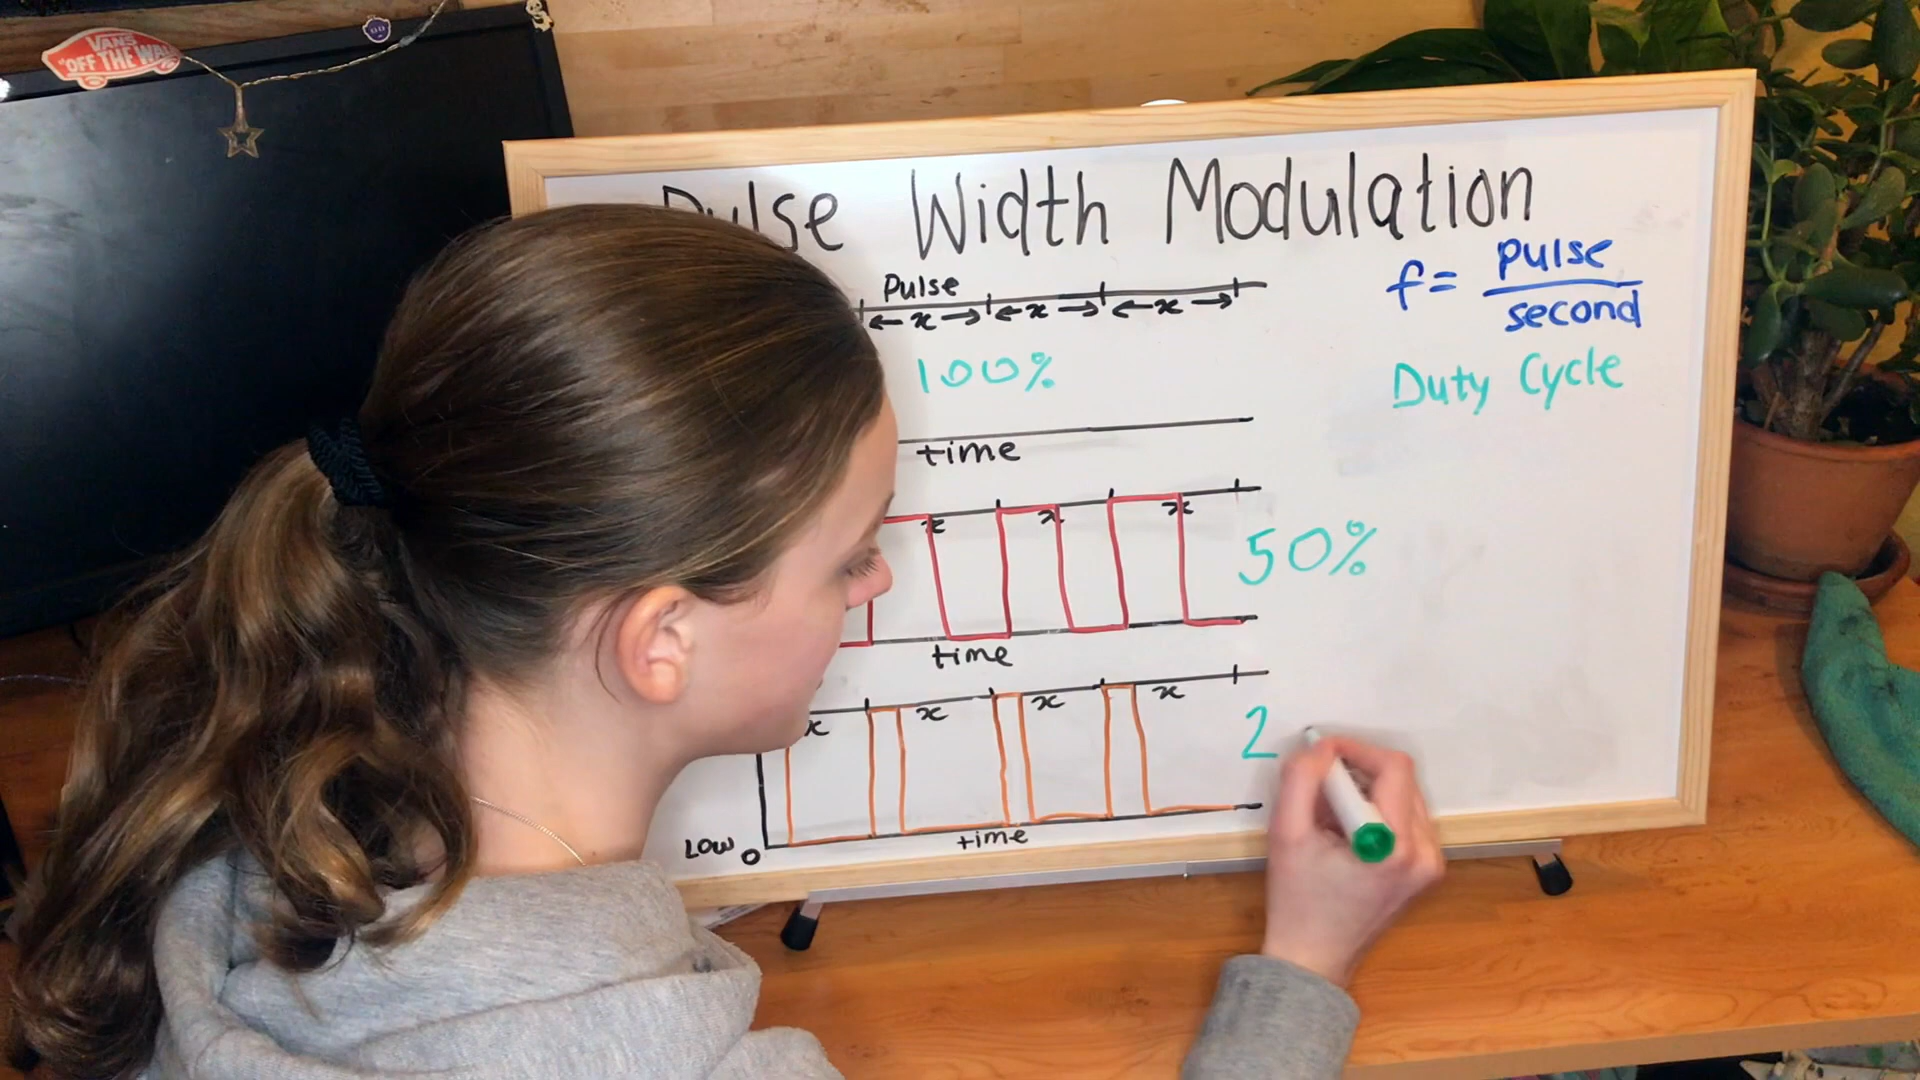 VANS
"OFF THE WALL
Pulse Width Modulation
Pulse
← x → ← x → ← x →
f = pulse
second
100%
Duty Cycle
time
x x x
50%
time
x x x x
2
LOW 0
time